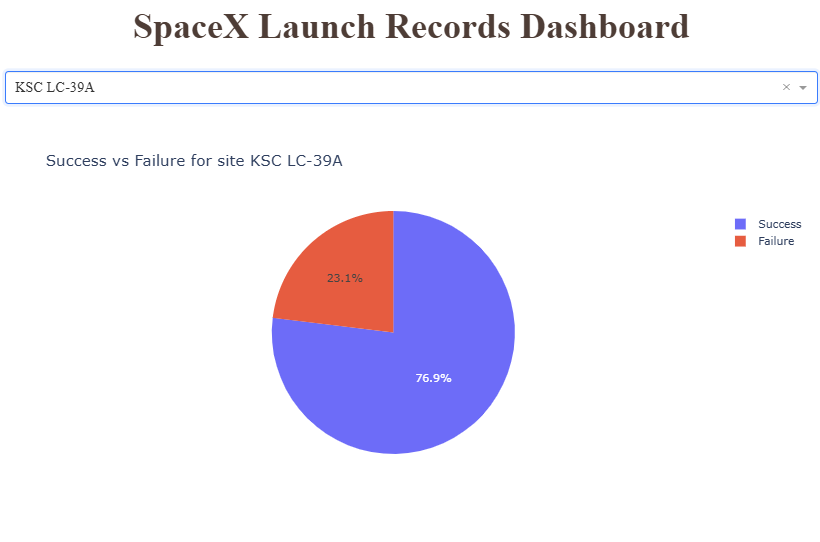 SpaceX Launch Records Dashboard
KSC LC-39A
Success vs Failure for site KSC LC-39A
Success
Failure
23.1%
76.9%